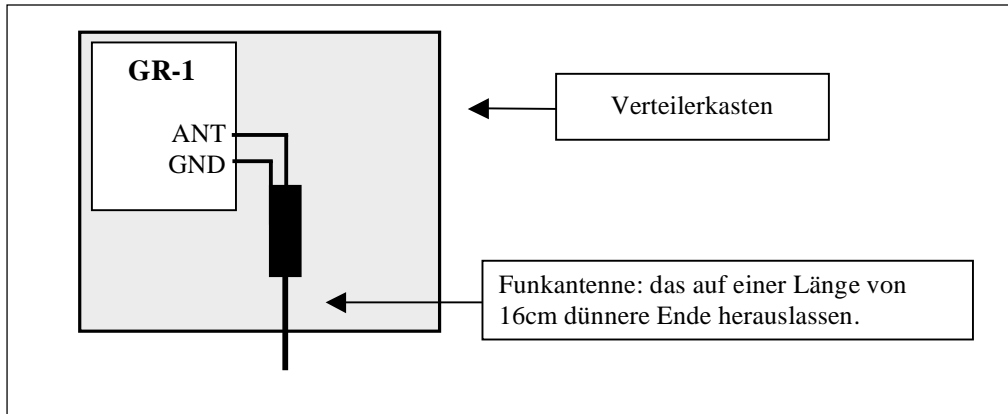 GR-1
ANT
GND
Verteilerkasten
Funkantenne: das auf einer Länge von
16cm dünnere Ende herauslassen.